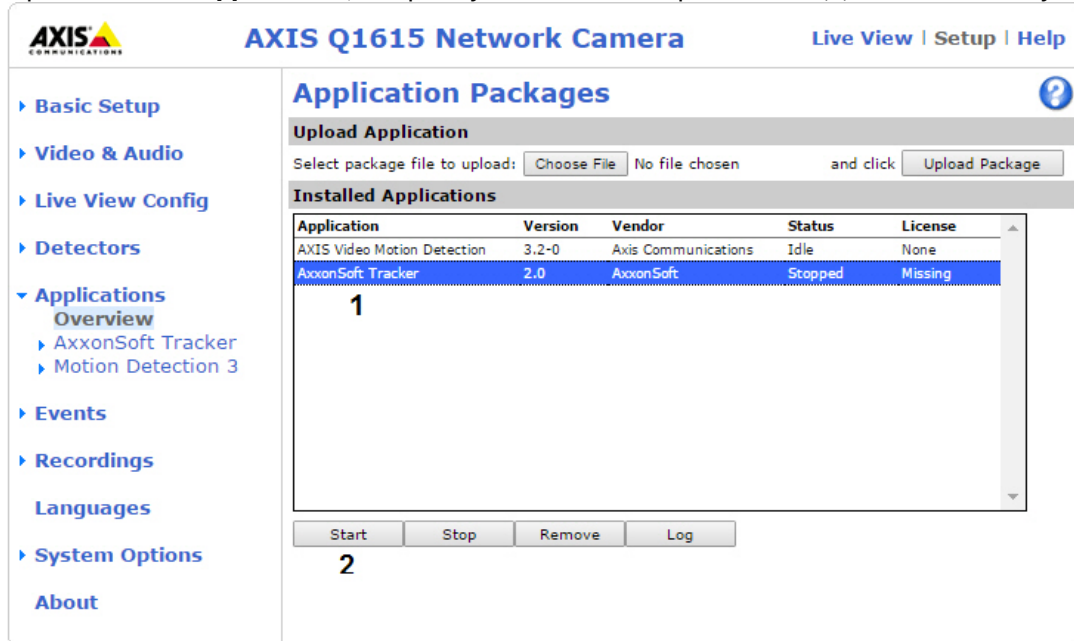 AXIS
COMMUNICATIONS
AXIS Q1615 Network Camera
Live View | Setup | Help
Basic Setup
Video & Audio
Live View Config
Detectors
Applications
Overview
AxxonSoft Tracker
Motion Detection 3
Events
Recordings
Languages
System Options
About
Application Packages
?
Upload Application
Select package file to upload: Choose File No file chosen and click Upload Package
Installed Applications
Application Version Vendor Status License
AXIS Video Motion Detection 3.2-0 Axis Communications Idle None
AxxonSoft Tracker 2.0 AxxonSoft Stopped Missing
1
Start Stop Remove Log
2